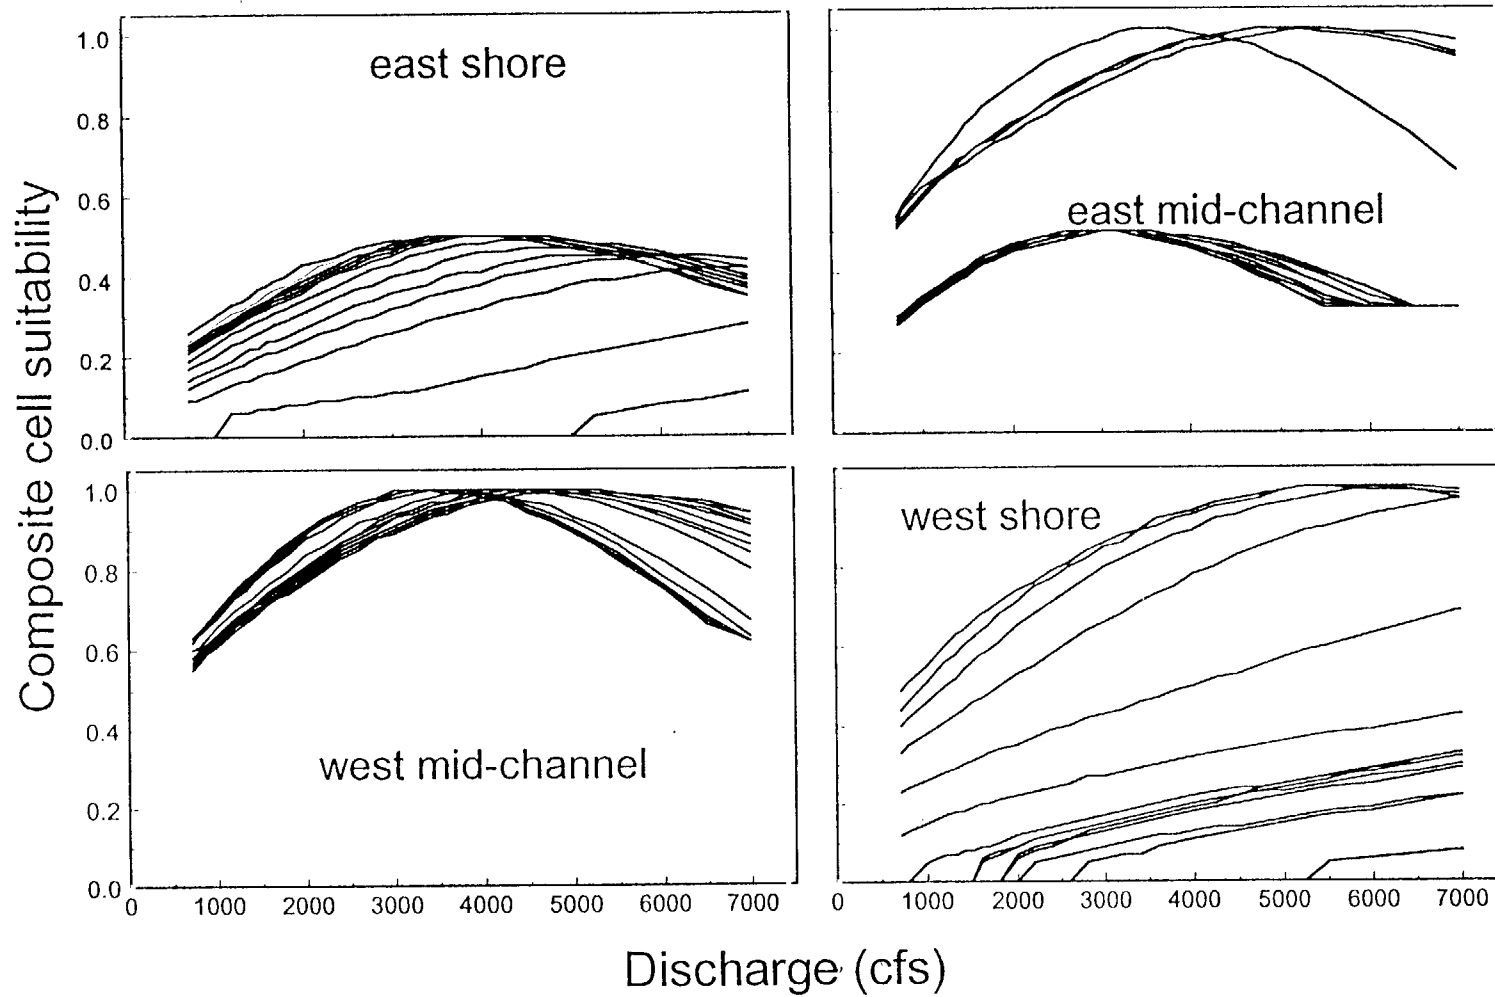 Composite cell suitability
east shore
1.0
0.8
0.6
0.4
0.2
0.0
east mid-channel
west mid-channel
1.0
0.8
0.6
0.4
0.2
0.0
0 1000 2000 3000 4000 5000 6000 7000
west shore
0 1000 2000 3000 4000 5000 6000 7000
Discharge (cfs)